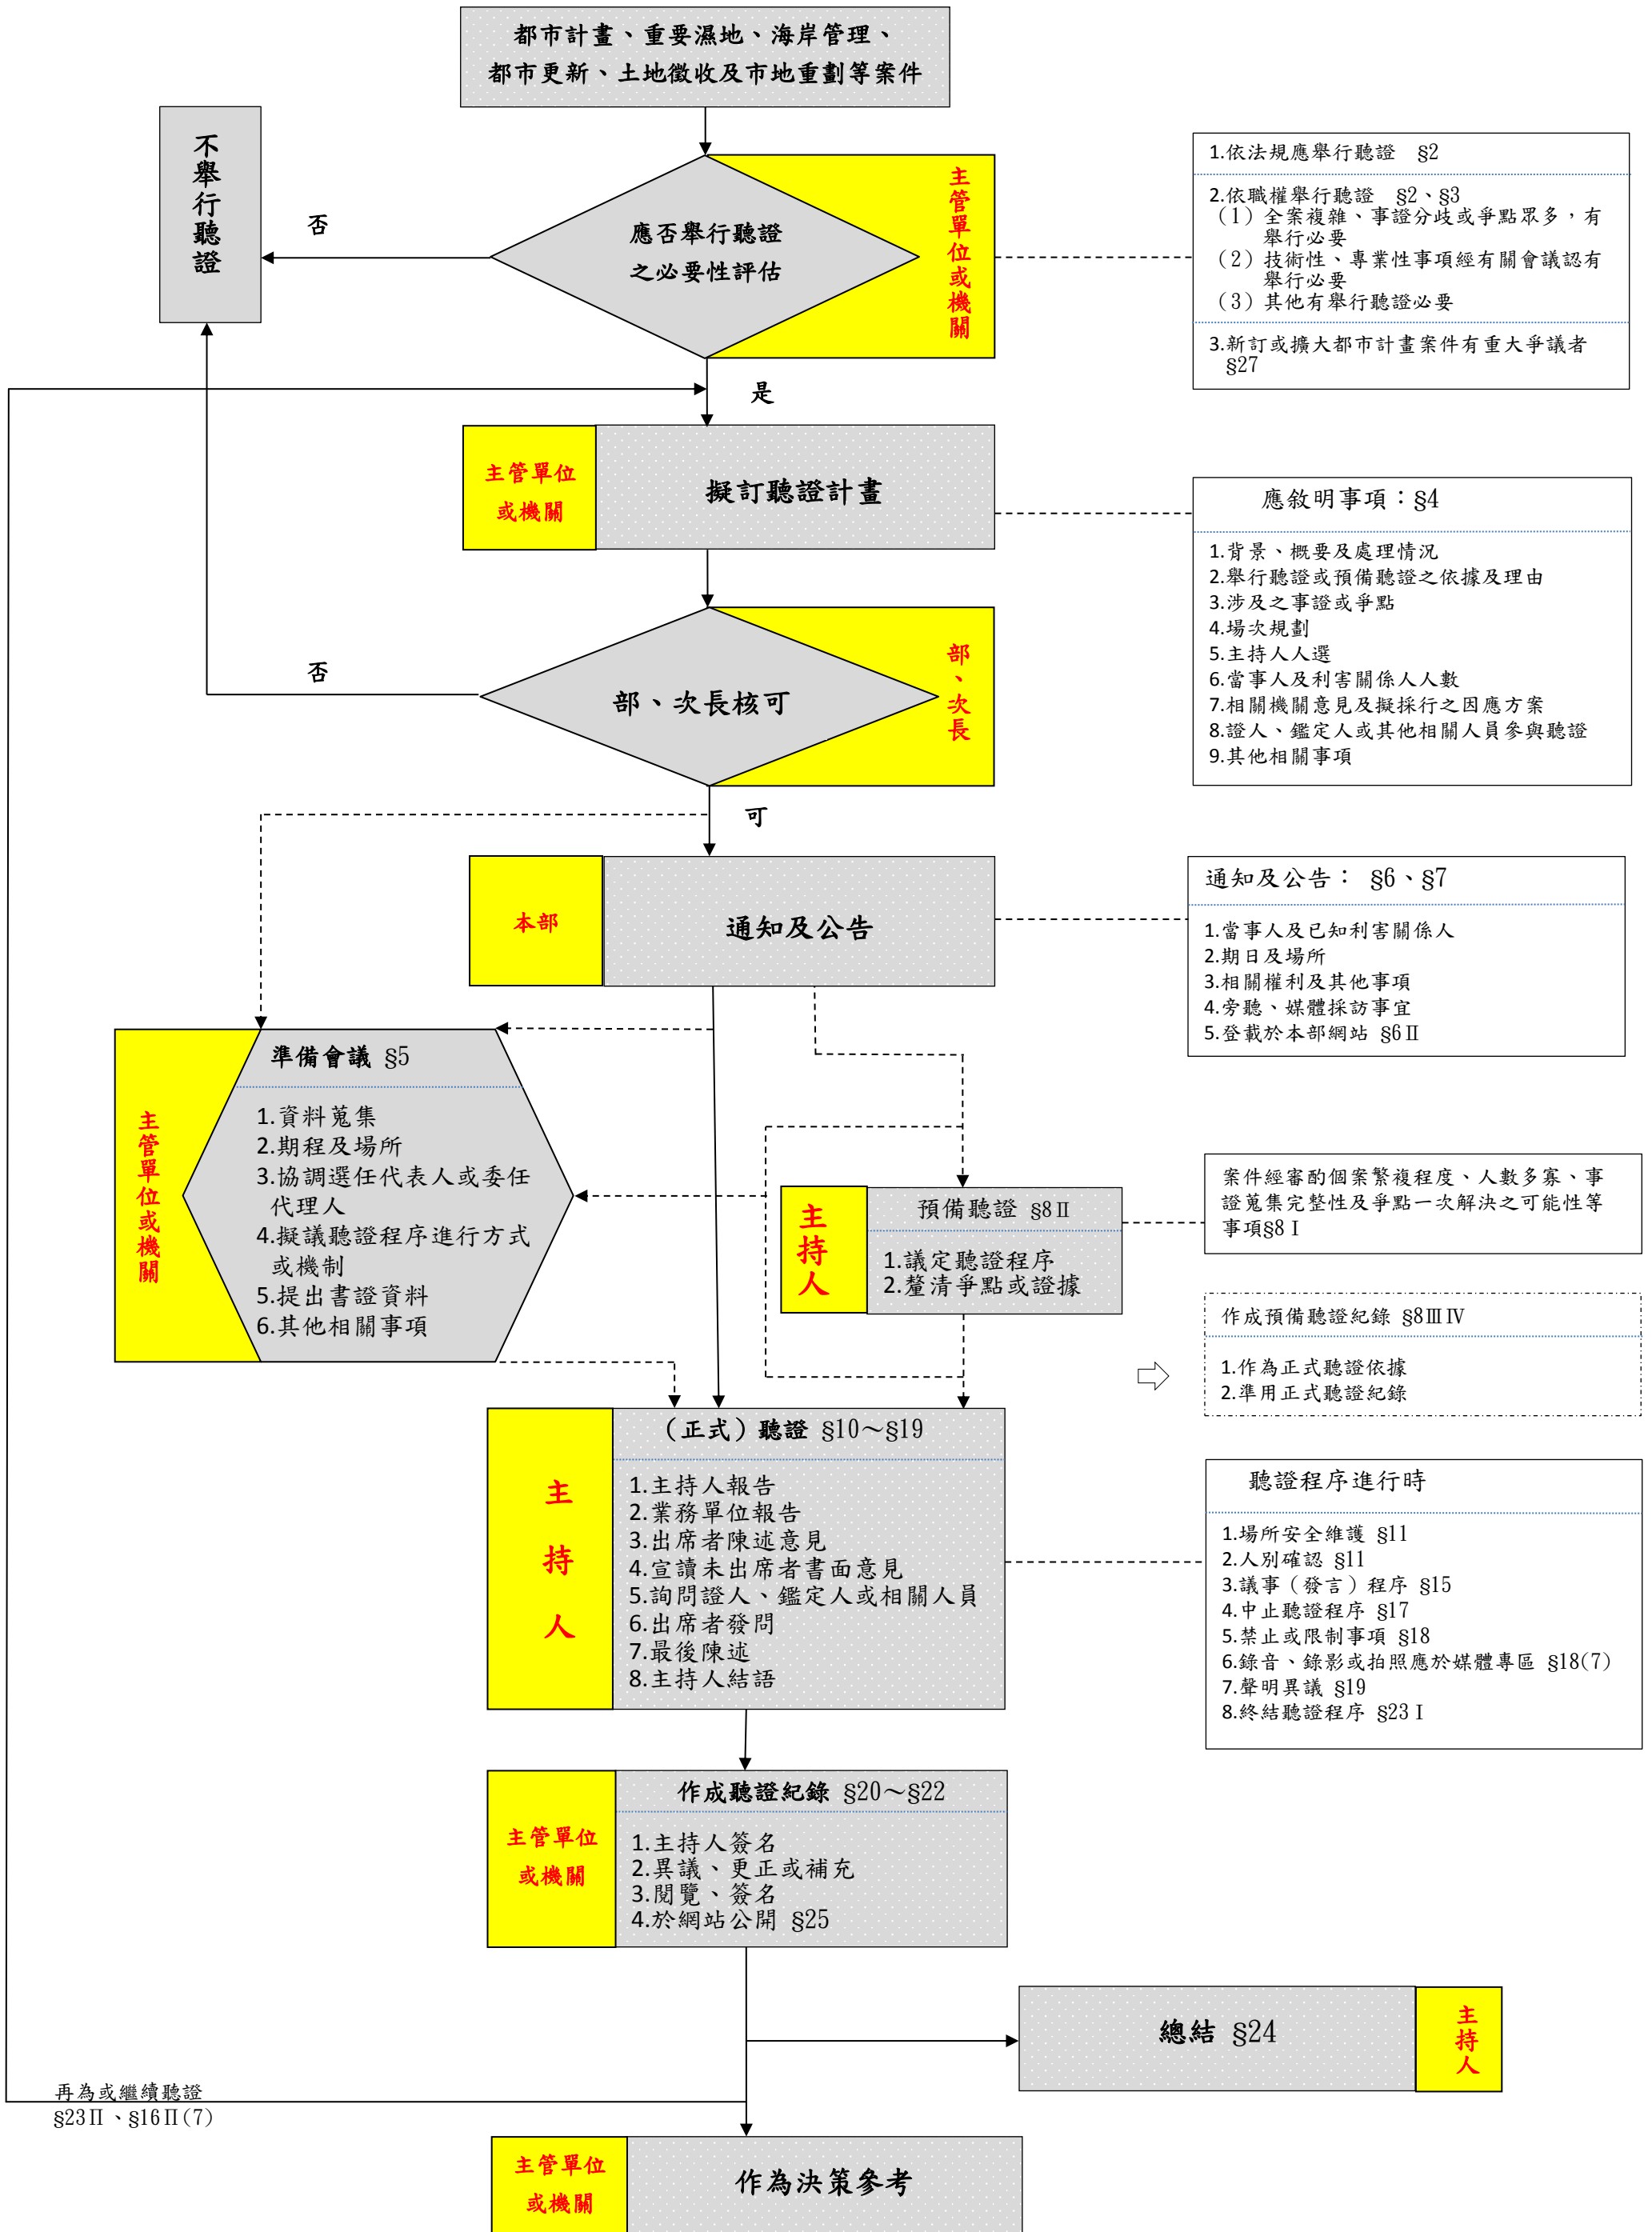 都市計畫、重要濕地、海岸管理、
都市更新、土地徵收及市地重劃等案件
不舉行聽證
否
應否舉行聽證
之必要性評估
主管單位或機關
1.依法規應舉行聽證 §2
2.依職權舉行聽證 §2、§3
（1）全案複雜、事證分歧或爭點眾多，有
舉行必要
（2）技術性、專業性事項經有關會議認有
舉行必要
（3）其他有舉行聽證必要
3.新訂或擴大都市計畫案件有重大爭議者
§27
是
主管單位
或機關
擬訂聽證計畫
應敘明事項：§4
1.背景、概要及處理情況
2.舉行聽證或預備聽證之依據及理由
3.涉及之事證或爭點
4.場次規劃
5.主持人人選
6.當事人及利害關係人人數
7.相關機關意見及擬採行之因應方案
8.證人、鑑定人或其他相關人員參與聽證
9.其他相關事項
否
部、次長核可
部、次長
可
本部
通知及公告
通知及公告： §6、§7
1.當事人及已知利害關係人
2.期日及場所
3.相關權利及其他事項
4.旁聽、媒體採訪事宜
5.登載於本部網站 §6Ⅱ
主管單位或機關
準備會議 §5
1.資料蒐集
2.期程及場所
3.協調選任代表人或委任
代理人
4.擬議聽證程序進行方式
或機制
5.提出書證資料
6.其他相關事項
主持人
預備聽證 §8Ⅱ
1.議定聽證程序
2.釐清爭點或證據
案件經審酌個案繁複程度、人數多寡、事
證蒐集完整性及爭點一次解決之可能性等
事項§8Ⅰ
作成預備聽證紀錄 §8ⅢⅣ
1.作為正式聽證依據
2.準用正式聽證紀錄
主持人
（正式）聽證 §10～§19
1.主持人報告
2.業務單位報告
3.出席者陳述意見
4.宣讀未出席者書面意見
5.詢問證人、鑑定人或相關人員
6.出席者發問
7.最後陳述
8.主持人結語
聽證程序進行時
1.場所安全維護 §11
2.人別確認 §11
3.議事（發言）程序 §15
4.中止聽證程序 §17
5.禁止或限制事項 §18
6.錄音、錄影或拍照應於媒體專區 §18(7)
7.聲明異議 §19
8.終結聽證程序 §23Ⅰ
主管單位
或機關
作成聽證紀錄 §20～§22
1.主持人簽名
2.異議、更正或補充
3.閱覽、簽名
4.於網站公開 §25
總結 §24
主持人
再為或繼續聽證
§23Ⅱ、§16Ⅱ(7)
主管單位
或機關
作為決策參考